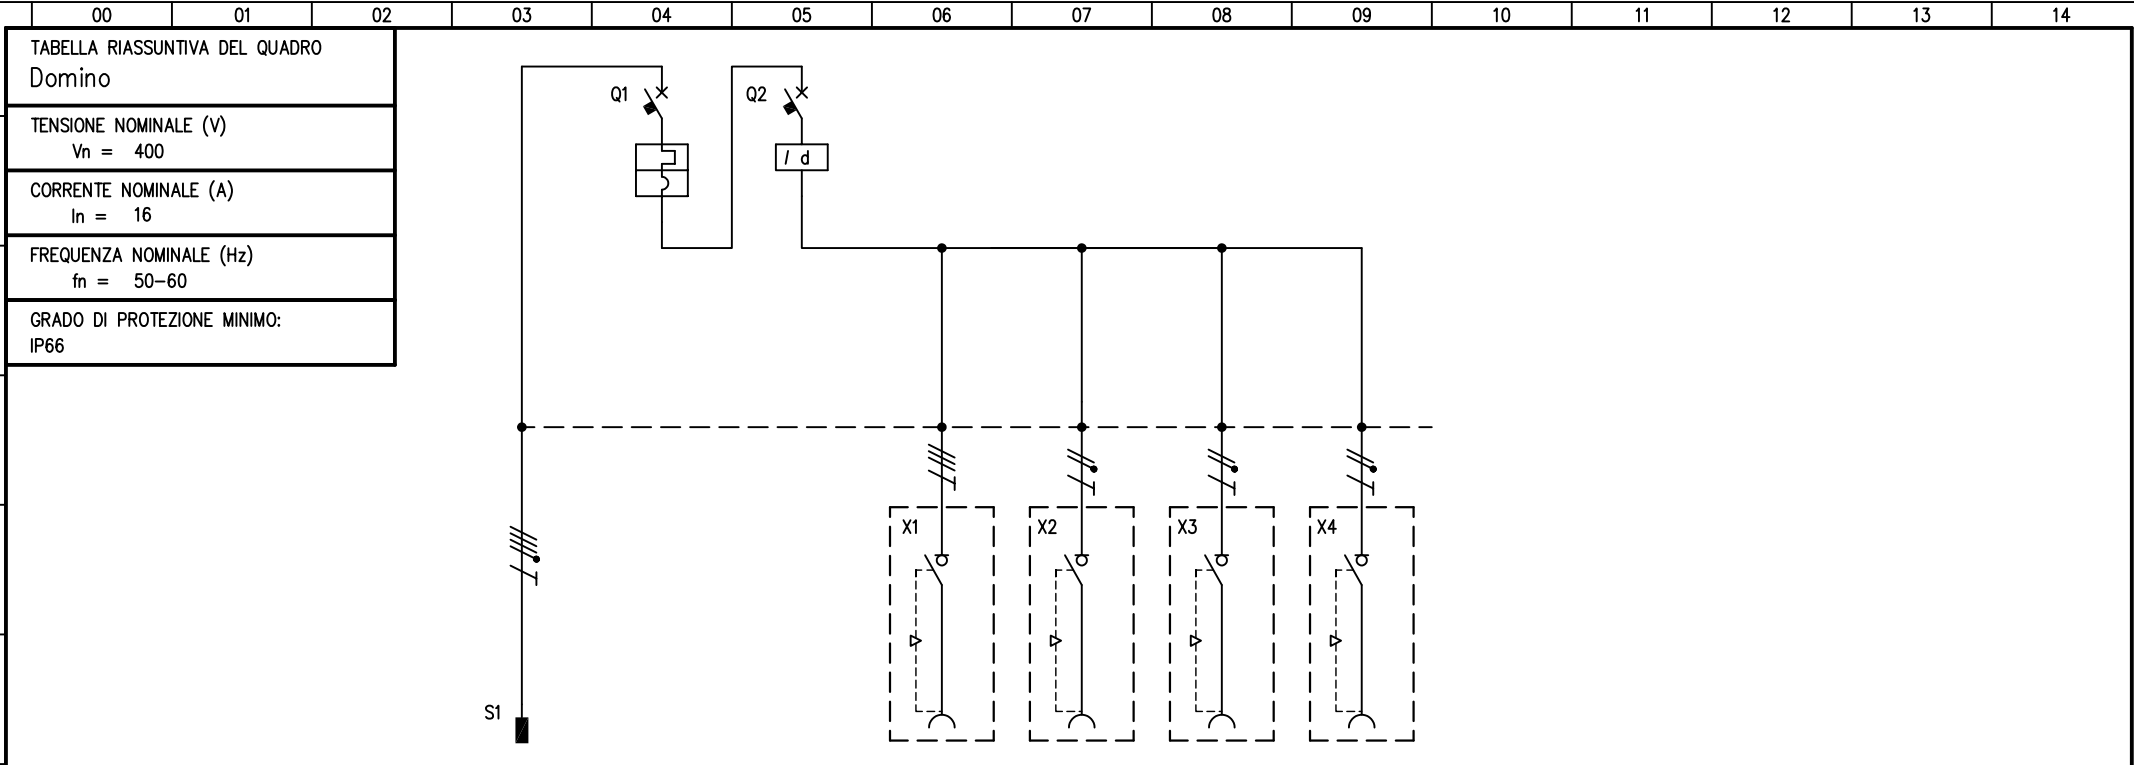 00 01 02 03 04 05 06 07 08 09 10 11 12 13 14
TABELLA RIASSUNTIVA DEL QUADRO
Domino
TENSIONE NOMINALE (V)
Vn = 400
CORRENTE NOMINALE (A)
In = 16
FREQUENZA NOMINALE (Hz)
fn = 50-60
GRADO DI PROTEZIONE MINIMO:
IP66
Q1 Q2
I d
X1 X2 X3 X4
S1